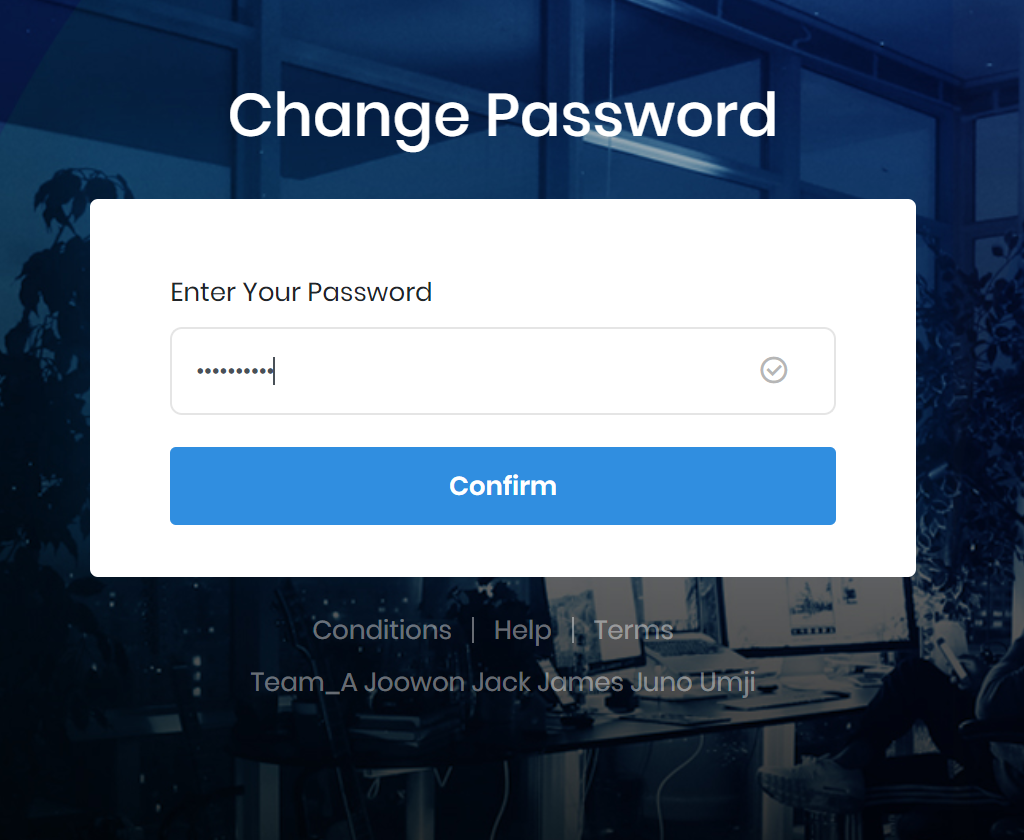 Change Password
Enter Your Password
••••••••••
Confirm
Conditions | Help | Terms
Team_A Joowon Jack James Juno Umji